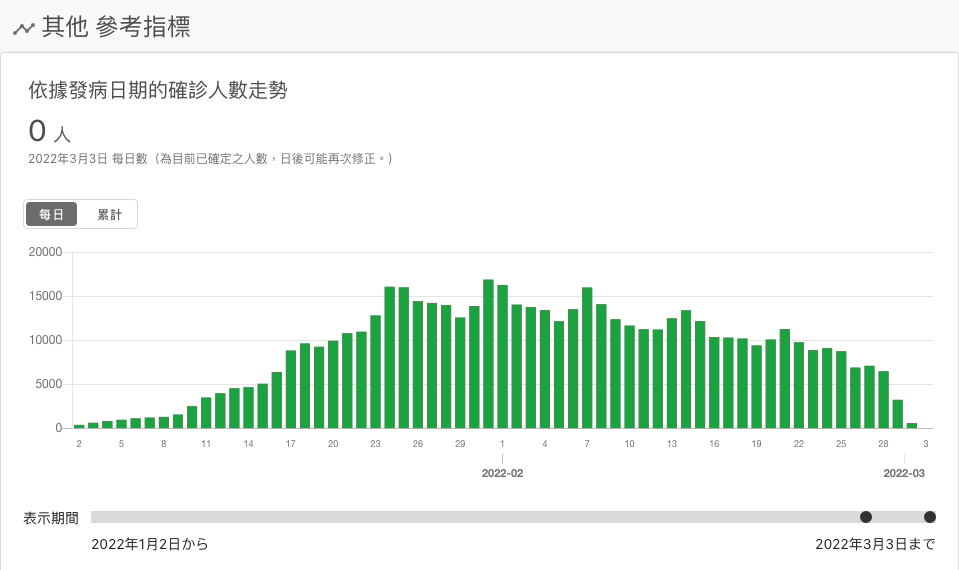 其他 參考指標
依據發病日期的確診人數走勢
0 人
2022年3月3日 每日數（為目前已確定之人數，日後可能再次修正。）
每日 累計
20000
15000
10000
5000
0
2 5 8 11 14 17 20 23 26 29 1 4 7 10 13 16 19 22 25 28 3
2022-02 2022-03
表示期間
2022年1月2日から 2022年3月3日まで